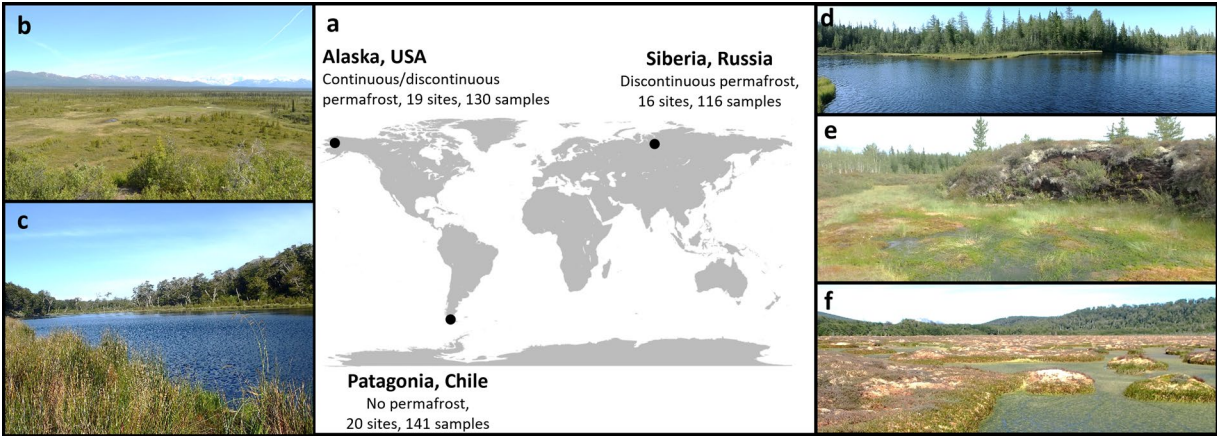 b
a
Alaska, USA
Continuous/discontinuous
permafrost, 19 sites, 130 samples
Siberia, Russia
Discontinuous permafrost,
16 sites, 116 samples
Patagonia, Chile
No permafrost,
20 sites, 141 samples
c
d
e
f